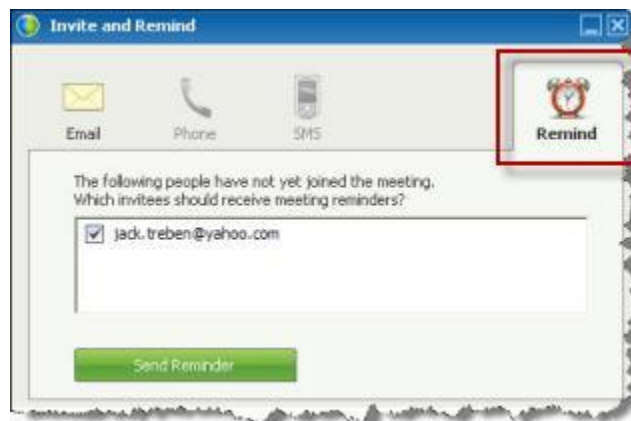 Invite and Remind
Email
Phone
SMS
Remind
The following people have not yet joined the meeting.
Which invitees should receive meeting reminders?
jack.treben@yahoo.com
Send Reminder